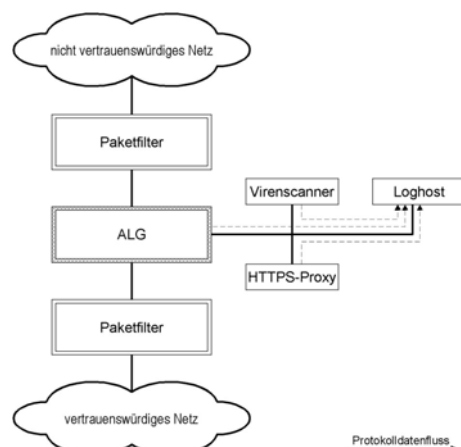 nicht vertrauenswürdiges Netz
Paketfilter
Virenscanner
Loghost
ALG
HTTPS-Proxy
Paketfilter
vertrauenswürdiges Netz
Protokolldatenfluss